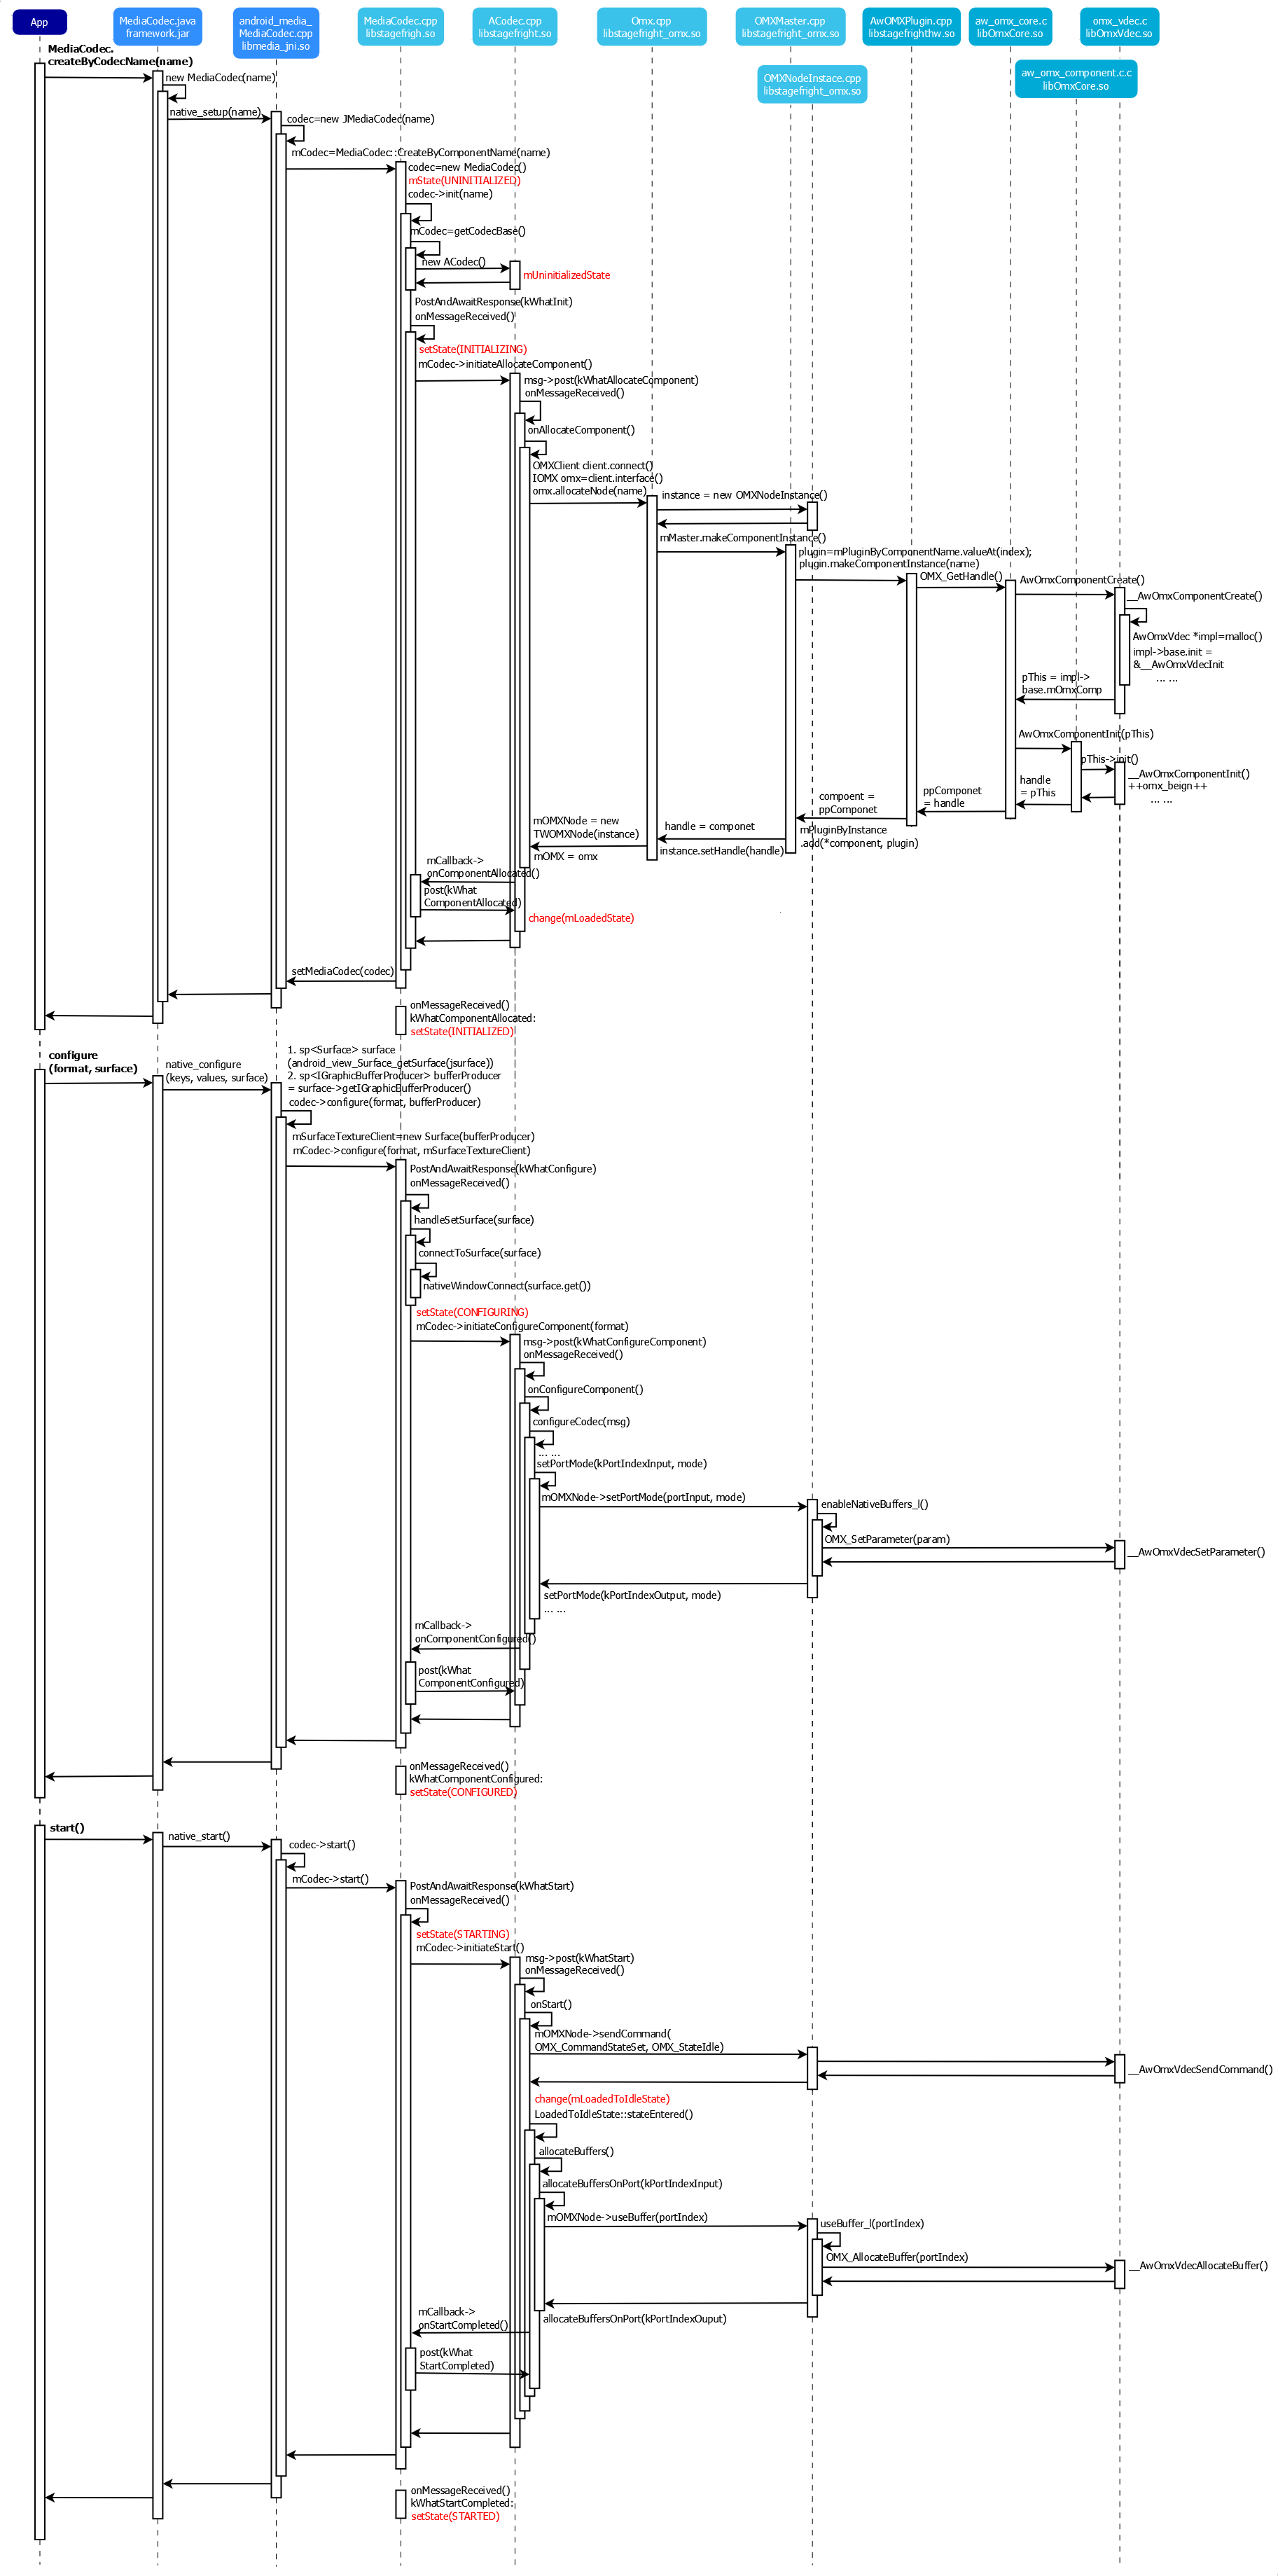 App
MediaCodec.java
framework.jar
android_media_
MediaCodec.cpp
libmedia_jni.so
MediaCodec.cpp
libstagefrigh.so
ACodec.cpp
libstagefright.so
Omx.cpp
libstagefright_omx.so
OMXMaster.cpp
libstagefright_omx.so
AwOMXPlugin.cpp
libstagefrighthw.so
aw_omx_core.c
libOmxCore.so
omx_vdec.c
libOmxVdec.so
OMXNodeInstace.cpp
libstagefright_omx.so
aw_omx_component.c.c
libOmxCore.so
MediaCodec.
createByCodecName(name)
new MediaCodec(name)
native_setup(name)
codec=new JMediaCodec(name)
mCodec=MediaCodec::CreateByComponentName(name)
codec=new MediaCodec()
mState(UNINITIALIZED)
codec->init(name)
mCodec=getCodecBase()
new ACodec()
mUninitializedState
PostAndAwaitResponse(kWhatInit)
onMessageReceived()
setState(INITIALIZING)
mCodec->initiateAllocateComponent()
msg->post(kWhatAllocateComponent)
onMessageReceived()
onAllocateComponent()
OMXClient client.connect()
IOMX omx=client.interface()
omx.allocateNode(name)
instance = new OMXNodeInstance()
mMaster.makeComponentInstance()
plugin=mPluginByComponentName.valueAt(index);
plugin.makeComponentInstance(name)
OMX_GetHandle()
AwOmxComponentCreate()
__AwOmxComponentCreate()
AwOmxVdec *impl=malloc()
impl->base.init =
&__AwOmxVdecInit
... ...
pThis = impl->
base.mOmxComp
AwOmxComponentInit(pThis)
pThis->init()
__AwOmxComponentInit()
++omx_beign++
... ...
handle
= pThis
ppComponet
= handle
compoent =
ppComponet
mPluginByInstance
.add(*component, plugin)
handle = componet
instance.setHandle(handle)
mOMXNode = new
TWOMXNode(instance)
mOMX = omx
mCallback->
onComponentAllocated()
post(kWhat
ComponentAllocated)
change(mLoadedState)
setMediaCodec(codec)
onMessageReceived()
kWhatComponentAllocated:
setState(INITIALIZED)
configure
(format, surface)
native_configure
(keys, values, surface)
1. sp<Surface> surface
(android_view_Surface_getSurface(jsurface))
2. sp<IGraphicBufferProducer> bufferProducer
= surface->getIGraphicBufferProducer()
codec->configure(format, bufferProducer)
mSurfaceTextureClient=new Surface(bufferProducer)
mCodec->configure(format, mSurfaceTextureClient)
PostAndAwaitResponse(kWhatConfigure)
onMessageReceived()
handleSetSurface(surface)
connectToSurface(surface)
nativeWindowConnect(surface.get())
setState(CONFIGURING)
mCodec->initiateConfigureComponent(format)
msg->post(kWhatConfigureComponent)
onMessageReceived()
onConfigureComponent()
configureCodec(msg)
... ...
setPortMode(kPortIndexInput, mode)
mOMXNode->setPortMode(portInput, mode)
enableNativeBuffers_l()
OMX_SetParameter(param)
__AwOmxVdecSetParameter()
setPortMode(kPortIndexOutput, mode)
... ...
mCallback->
onComponentConfigured()
post(kWhat
ComponentConfigured)
onMessageReceived()
kWhatComponentConfigured:
setState(CONFIGURED)
start()
native_start()
codec->start()
mCodec->start()
PostAndAwaitResponse(kWhatStart)
onMessageReceived()
setState(STARTING)
mCodec->initiateStart()
msg->post(kWhatStart)
onMessageReceived()
onStart()
mOMXNode->sendCommand(
OMX_CommandStateSet, OMX_StateIdle)
__AwOmxVdecSendCommand()
change(mLoadedToIdleState)
LoadedToIdleState::stateEntered()
allocateBuffers()
allocateBuffersOnPort(kPortIndexInput)
mOMXNode->useBuffer(portIndex)
useBuffer_l(portIndex)
OMX_AllocateBuffer(portIndex)
__AwOmxVdecAllocateBuffer()
allocateBuffersOnPort(kPortIndexOuput)
mCallback->
onStartCompleted()
post(kWhat
StartCompleted)
onMessageReceived()
kWhatStartCompleted:
setState(STARTED)